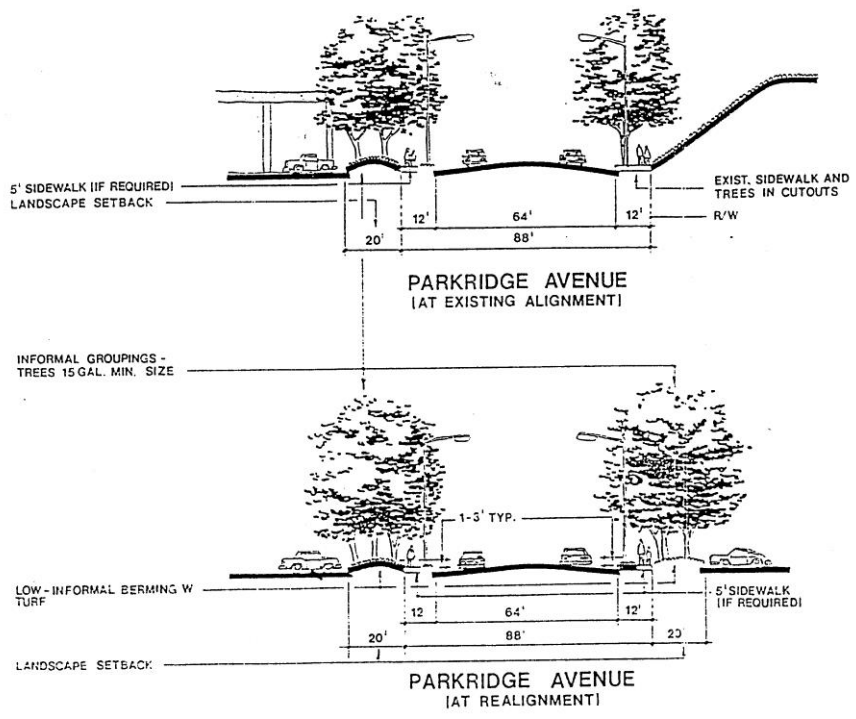 5' SIDEWALK [IF REQUIRED]
LANDSCAPE SETBACK
EXIST. SIDEWALK AND
TREES IN CUTOUTS
R/W
12'
64'
12'
20'
88'
PARKRIDGE AVENUE
[AT EXISTING ALIGNMENT]
INFORMAL GROUPINGS -
TREES 15 GAL. MIN. SIZE
1-3' TYP.
LOW - INFORMAL BERMING W
TURF
5' SIDEWALK
[IF REQUIRED]
12
64'
12'
20'
88'
20'
LANDSCAPE SETBACK
PARKRIDGE AVENUE
[AT REALIGNMENT]